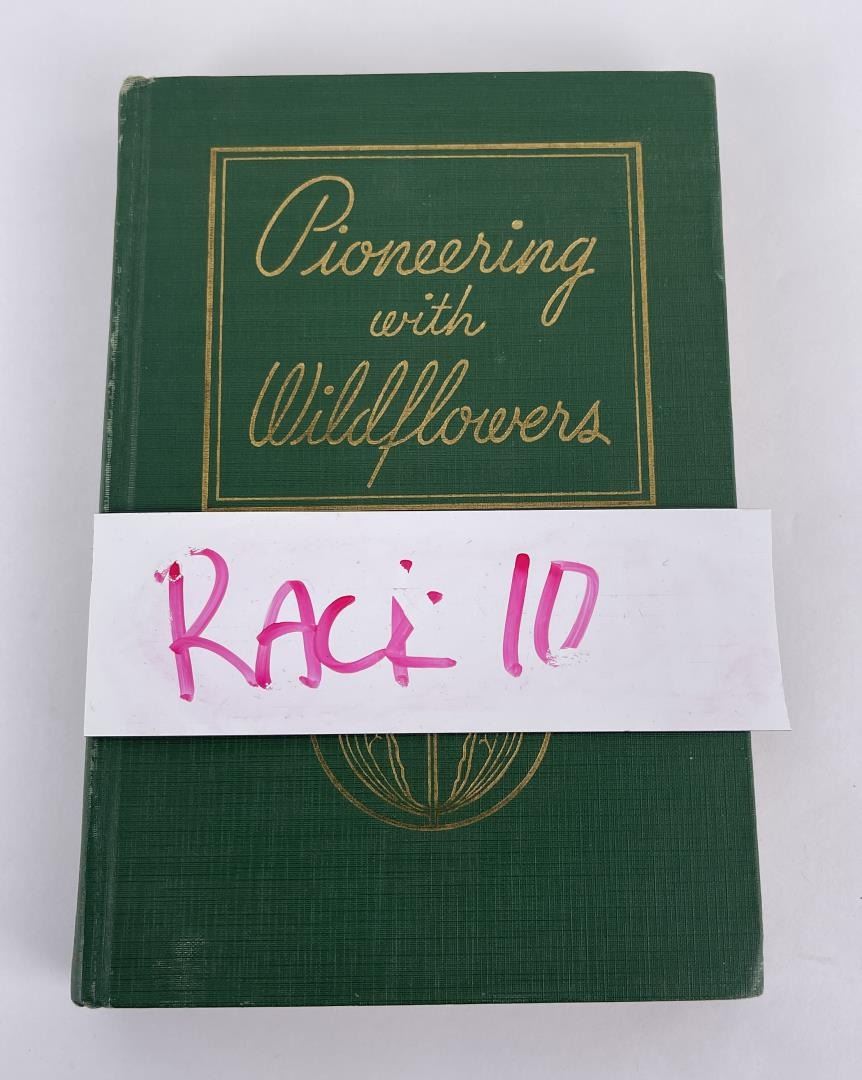 Pioneering
with
Wildflowers
RACK 10